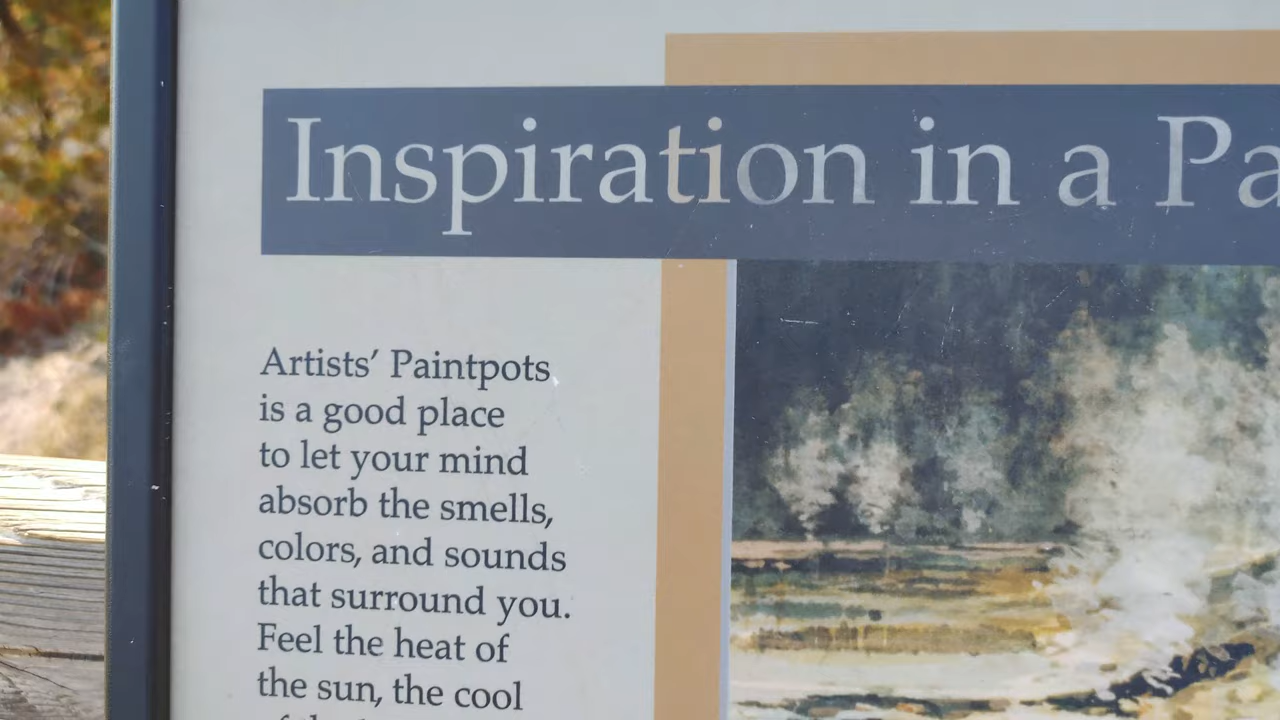 Inspiration in a Pa
Artists' Paintpots
is a good place
to let your mind
absorb the smells,
colors, and sounds
that surround you.
Feel the heat of
the sun, the cool